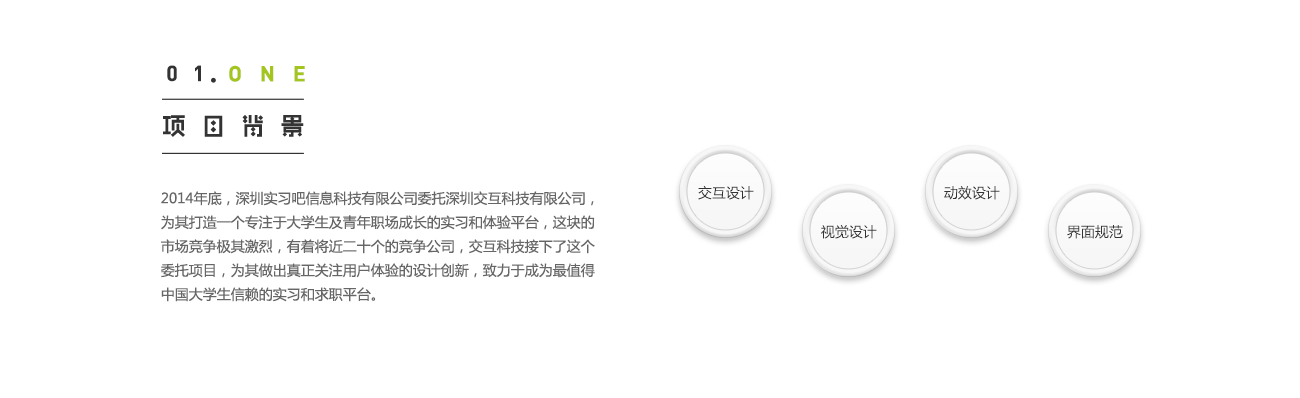 01.ONE
项目背景
2014年底，深圳实习吧信息科技有限公司委托深圳交互科技有限公司，
为其打造一个专注于大学生及青年职场成长的实习和体验平台，这块的
市场竞争极其激烈，有着将近二十个的竞争公司，交互科技接下了这个
委托项目，为其做出真正关注用户体验的设计创新，致力于成为最值得
中国大学生信赖的实习和求职平台。
交互设计
视觉设计
动效设计
界面规范